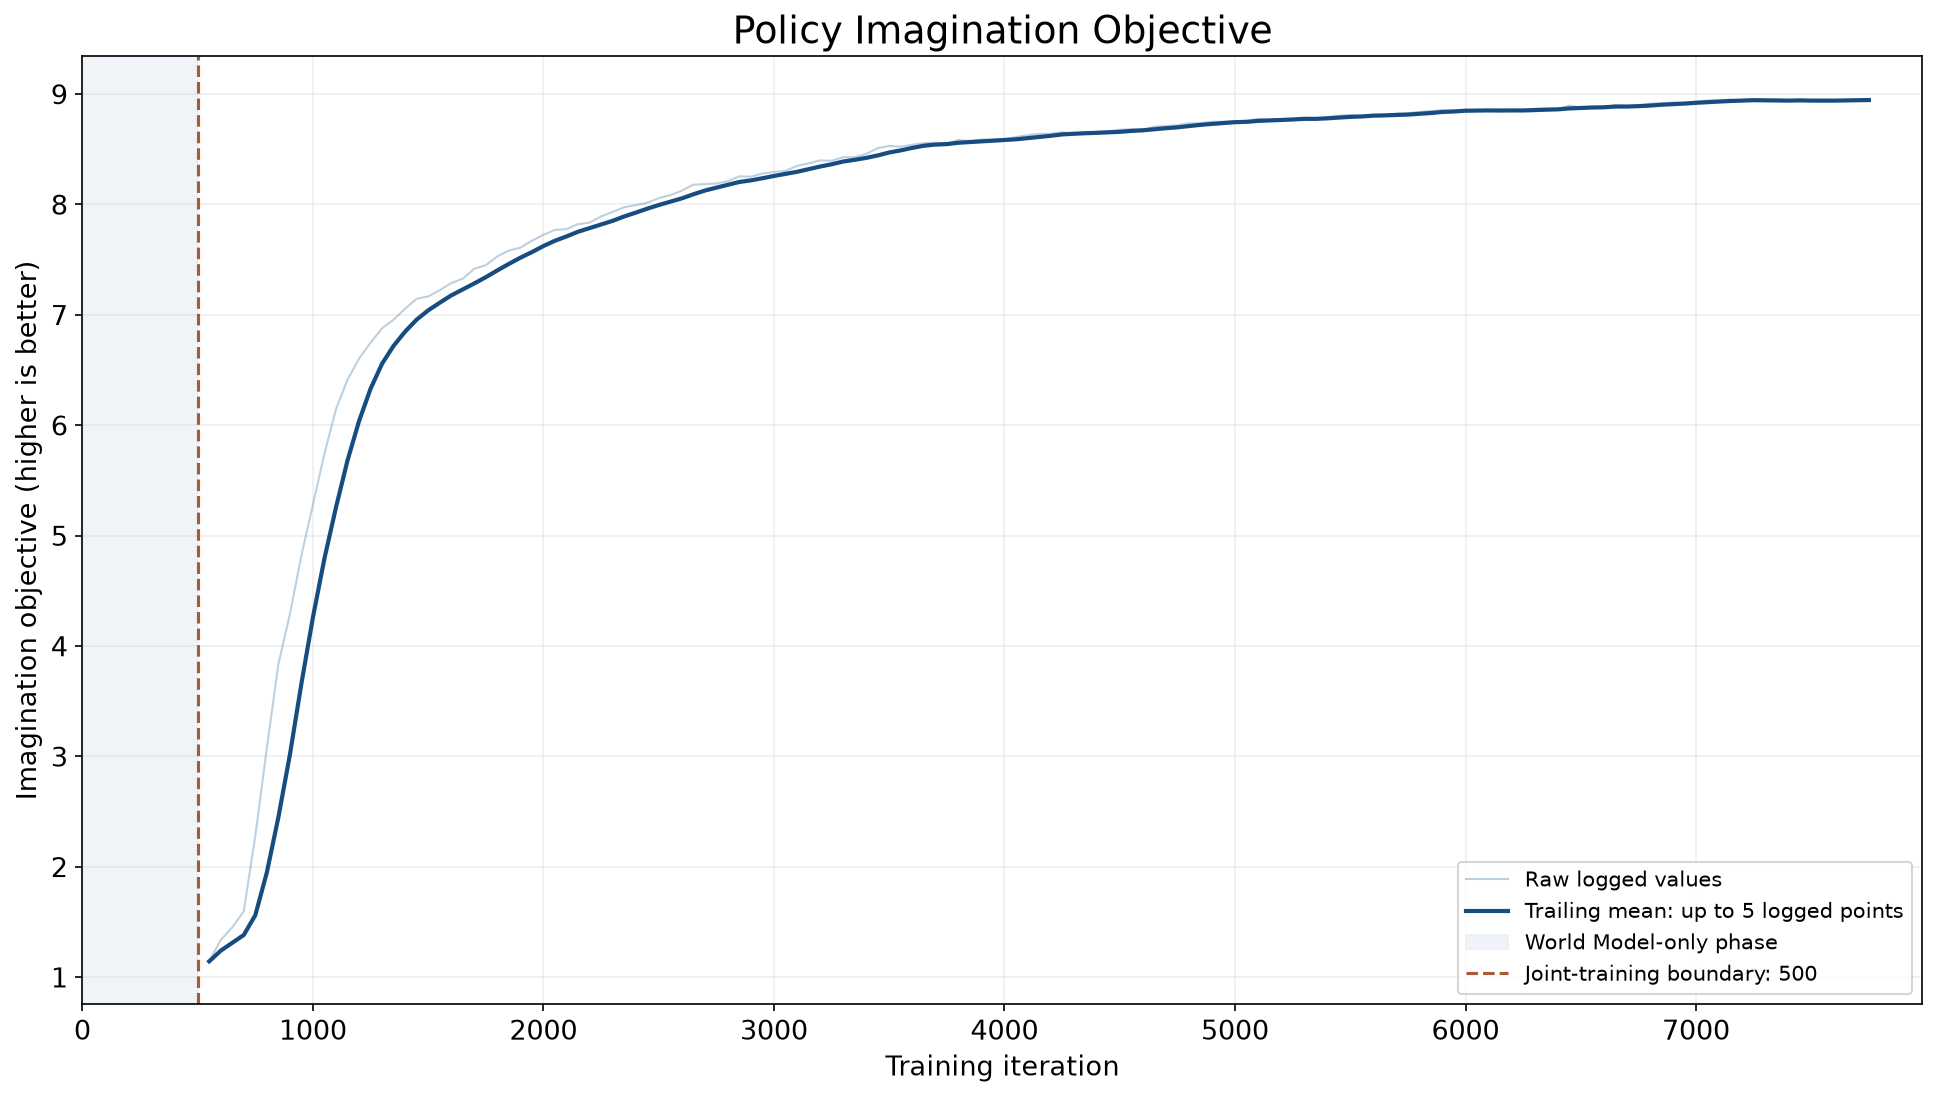 Policy Imagination Objective
Imagination objective (higher is better)
9
8
7
6
5
4
3
2
1
0
1000
2000
3000
4000
5000
6000
7000
Training iteration
Raw logged values
Trailing mean: up to 5 logged points
World Model-only phase
Joint-training boundary: 500